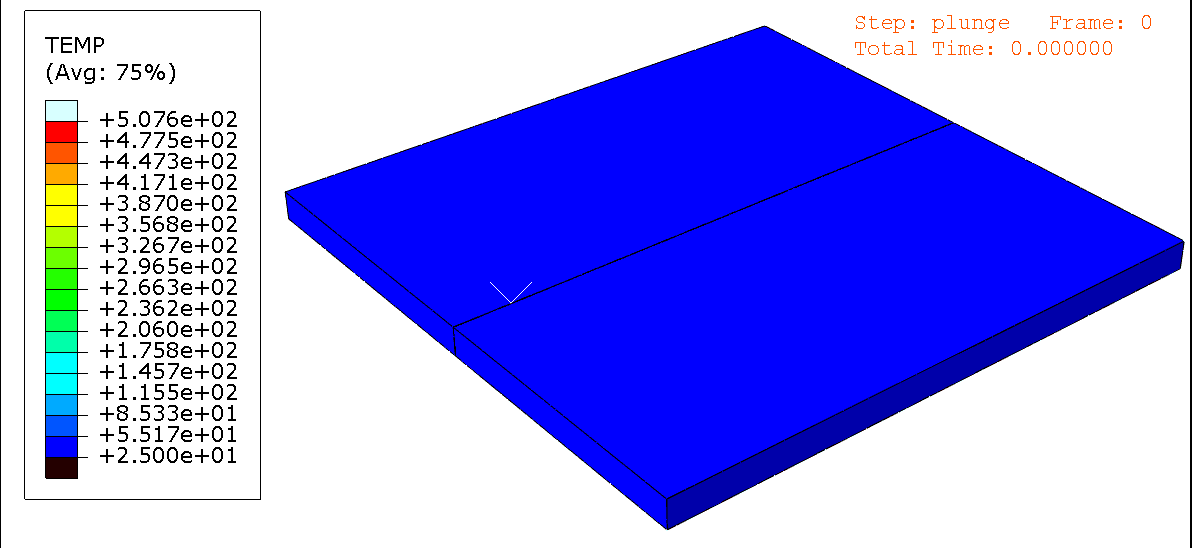 TEMP
(Avg: 75%)
+5.076e+02
+4.775e+02
+4.473e+02
+4.171e+02
+3.870e+02
+3.568e+02
+3.267e+02
+2.965e+02
+2.663e+02
+2.362e+02
+2.060e+02
+1.758e+02
+1.457e+02
+1.155e+02
+8.533e+01
+5.517e+01
+2.500e+01
Step: plunge Frame: 0
Total Time: 0.000000